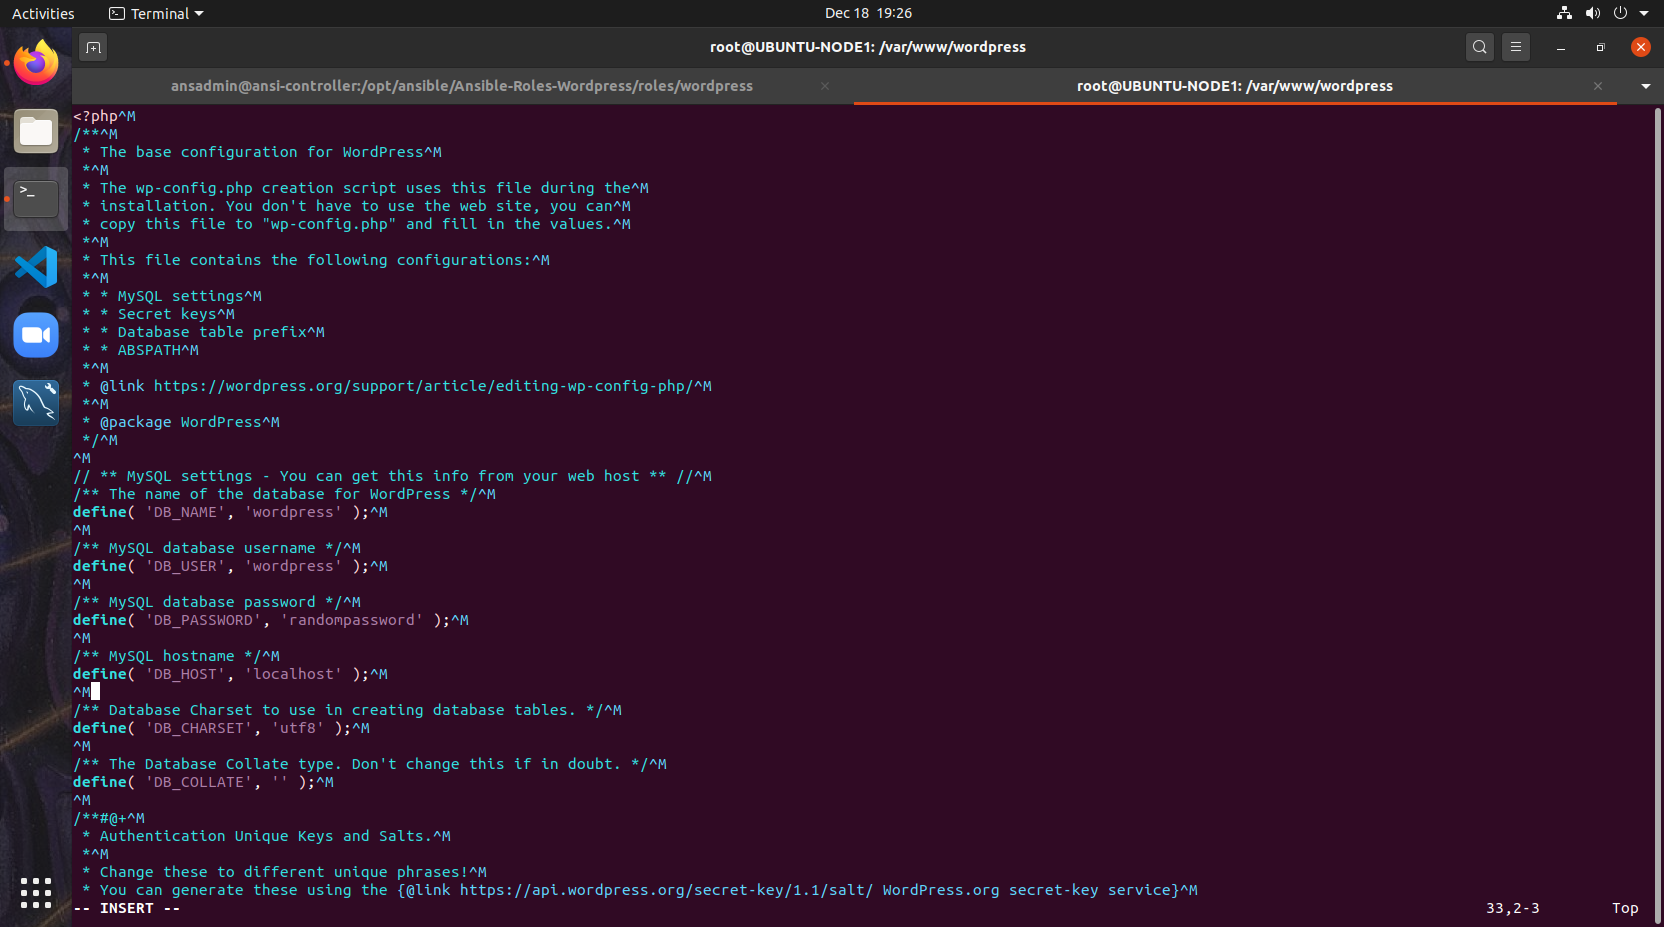 Activities
Terminal
Dec 18 19:26
root@UBUNTU-NODE1: /var/www/wordpress
ansadmin@ansi-controller:/opt/ansible/Ansible-Roles-Wordpress/roles/wordpress
root@UBUNTU-NODE1: /var/www/wordpress
<?php^M
/**^M
 * The base configuration for WordPress^M
 *^M
 * The wp-config.php creation script uses this file during the^M
 * installation. You don't have to use the web site, you can^M
 * copy this file to "wp-config.php" and fill in the values.^M
 *^M
 * This file contains the following configurations:^M
 *^M
 * * MySQL settings^M
 * * Secret keys^M
 * * Database table prefix^M
 * * ABSPATH^M
 *^M
 * @link https://wordpress.org/support/article/editing-wp-config-php/^M
 *^M
 * @package WordPress^M
 */^M
^M
// ** MySQL settings - You can get this info from your web host ** //^M
/** The name of the database for WordPress */^M
define( 'DB_NAME', 'wordpress' );^M
^M
/** MySQL database username */^M
define( 'DB_USER', 'wordpress' );^M
^M
/** MySQL database password */^M
define( 'DB_PASSWORD', 'randompassword' );^M
^M
/** MySQL hostname */^M
define( 'DB_HOST', 'localhost' );^M
^M
/** Database Charset to use in creating database tables. */^M
define( 'DB_CHARSET', 'utf8' );^M
^M
/** The Database Collate type. Don't change this if in doubt. */^M
define( 'DB_COLLATE', '' );^M
^M
/**#@+^M
 * Authentication Unique Keys and Salts.^M
 *^M
 * Change these to different unique phrases!^M
 * You can generate these using the {@link https://api.wordpress.org/secret-key/1.1/salt/ WordPress.org secret-key service}^M
-- INSERT -- 33,2-3 Top